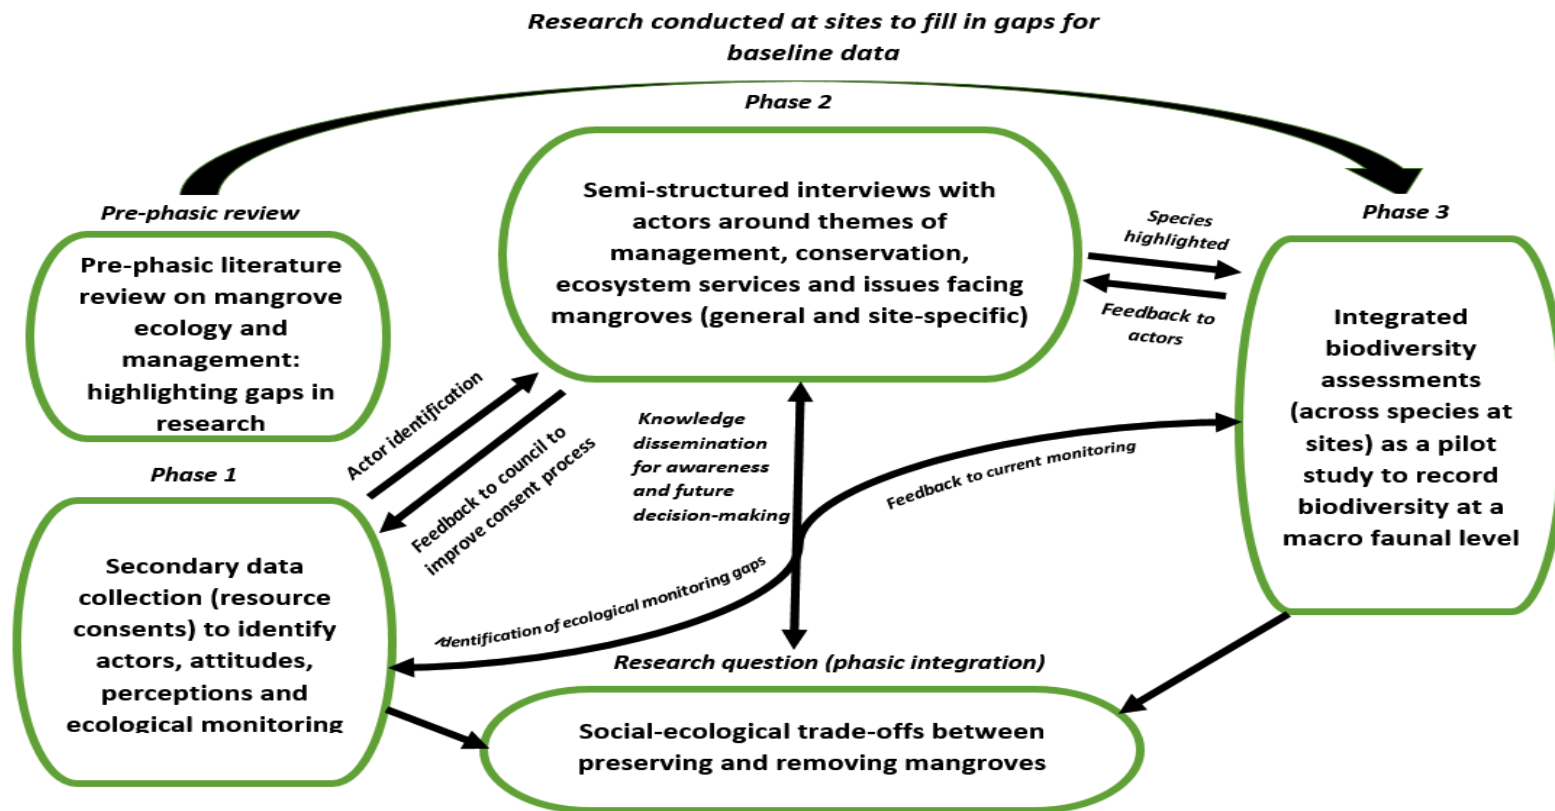 Research conducted at sites to fill in gaps for
baseline data
Phase 2
Semi-structured interviews with
actors around themes of
management, conservation,
ecosystem services and issues facing
mangroves (general and site-specific)
Pre-phasic review
Pre-phasic literature
review on mangrove
ecology and
management:
highlighting gaps in
research
Species
highlighted
Feedback to
actors
Phase 3
Integrated
biodiversity
assessments
(across species at
sites) as a pilot
study to record
biodiversity at a
macro faunal level
Actor identification
Feedback to council to
improve consent process
Knowledge
dissemination
for awareness
and future
decision-making
Feedback to current monitoring
Identification of ecological monitoring gaps
Phase 1
Secondary data
collection (resource
consents) to identify
actors, attitudes,
perceptions and
ecological monitoring
Research question (phasic integration)
Social-ecological trade-offs between
preserving and removing mangroves